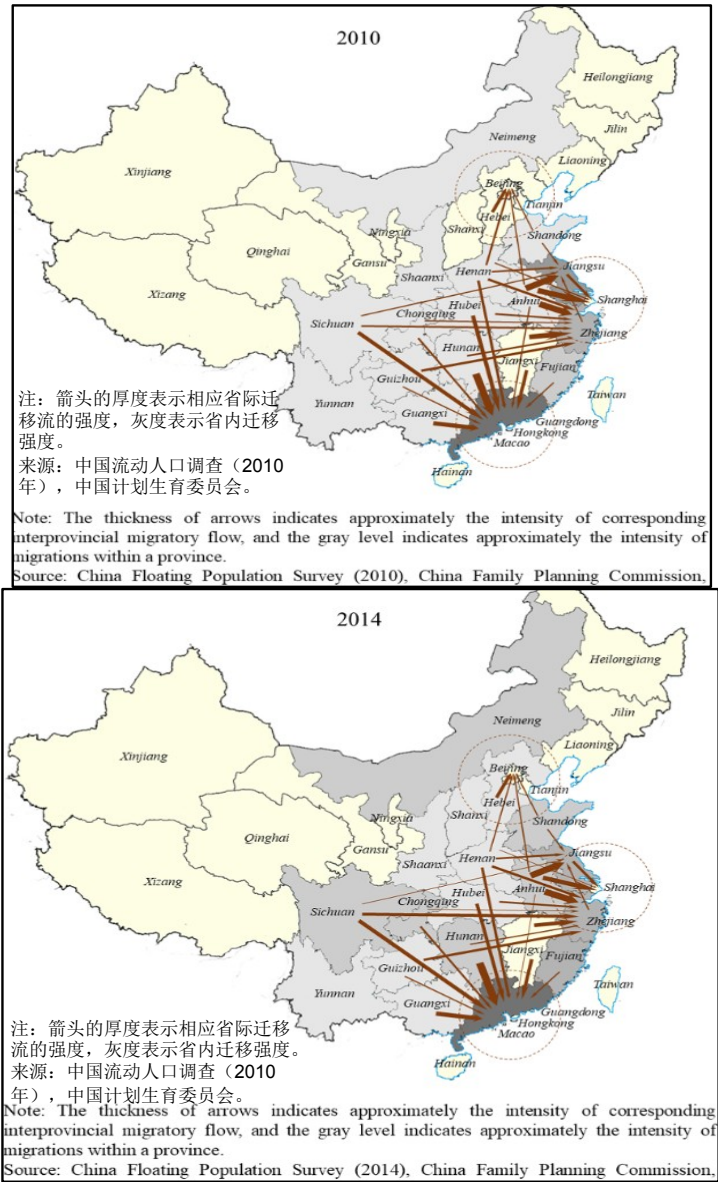 2010
Heilongjiang
Jilin
Neimeng
Liaoning
Xinjiang
Beijing
Tianjin
Ningxia
Hebei
Shanxi
Qinghai
Gansu
Shandong
Shaanxi
Henan
Jiangsu
Xizang
Hubei
Anhui
Shanghai
Sichuan
Chongqing
Zhejiang
Hunan
Jiangxi
Guizhou
Fujian
Yunnan
Guangxi
Taiwan
Guangdong
Hongkong
Macao
Hainan
注:箭头的厚度表示相应省际迁
移流的强度,灰度表示省内迁移
强度。
来源:中国流动人口调查(2010
年),中国计划生育委员会。
Note: The thickness of arrows indicates approximately the intensity of corresponding
interprovincial migratory flow, and the gray level indicates approximately the intensity of
migrations within a province.
Source: China Floating Population Survey (2010), China Family Planning Commission,
2014
Heilongjiang
Jilin
Neimeng
Liaoning
Xinjiang
Beijing
Tianjin
Hebei
Ningxia
Shanxi
Shandong
Qinghai
Gansu
Jiangsu
Shaanxi
Henan
Xizang
Hubei
Anhui
Shanghai
Chongqing
Sichuan
Zhejiang
Hunan
Jiangxi
Fujian
Guizhou
Yunnan
Taiwan
Guangxi
Guangdong
Hongkong
Macao
Hainan
注:箭头的厚度表示相应省际迁移
流的强度,灰度表示省内迁移强度。
来源:中国流动人口调查(2010
年),中国计划生育委员会。
Note: The thickness of arrows indicates approximately the intensity of corresponding
interprovincial migratory flow, and the gray level indicates approximately the intensity of
migrations within a province.
Source: China Floating Population Survey (2014), China Family Planning Commission,